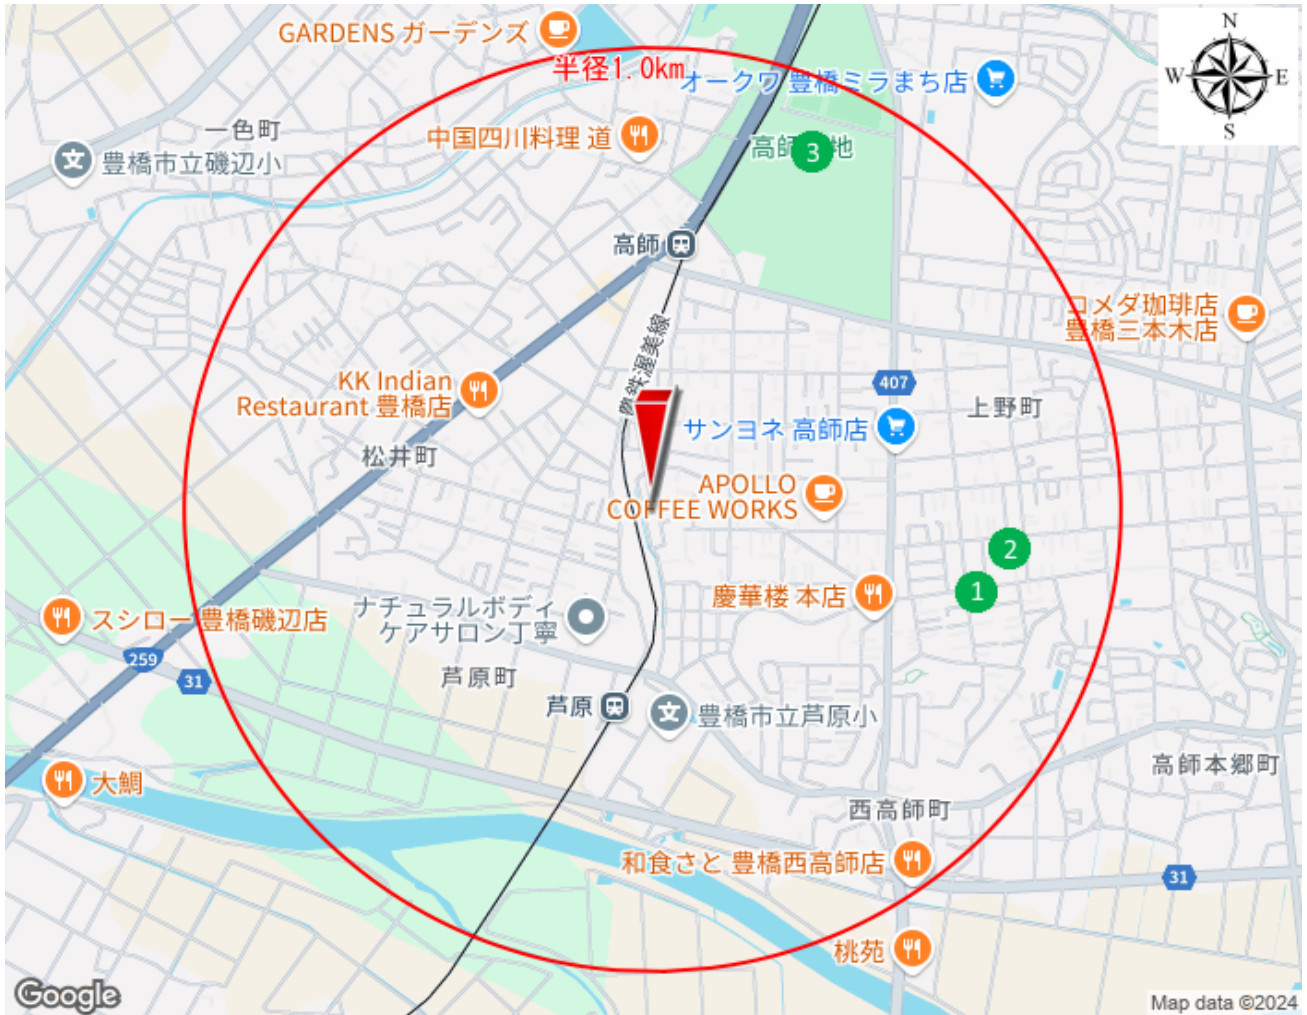 GARDENS ガーデンズ
半径1.0km
オークワ 豊橋ミラまち店
N
W E
S
一色町
中国四川料理 道
豊橋市立磯辺小
3
高師
コメダ珈琲店
豊橋三本木店
渥美線
KK Indian
Restaurant 豊橋店
407
上野町
サンヨネ 高師店
松井町
APOLLO
COFFEE WORKS
2
1
慶華楼 本店
ナチュラルボディ
ケアサロン丁寧
スシロー 豊橋磯辺店
259
31
芦原町
芦原
豊橋市立芦原小
高師本郷町
大鯛
西高師町
和食さと 豊橋西高師店
31
桃苑
Google
Map data ©2024